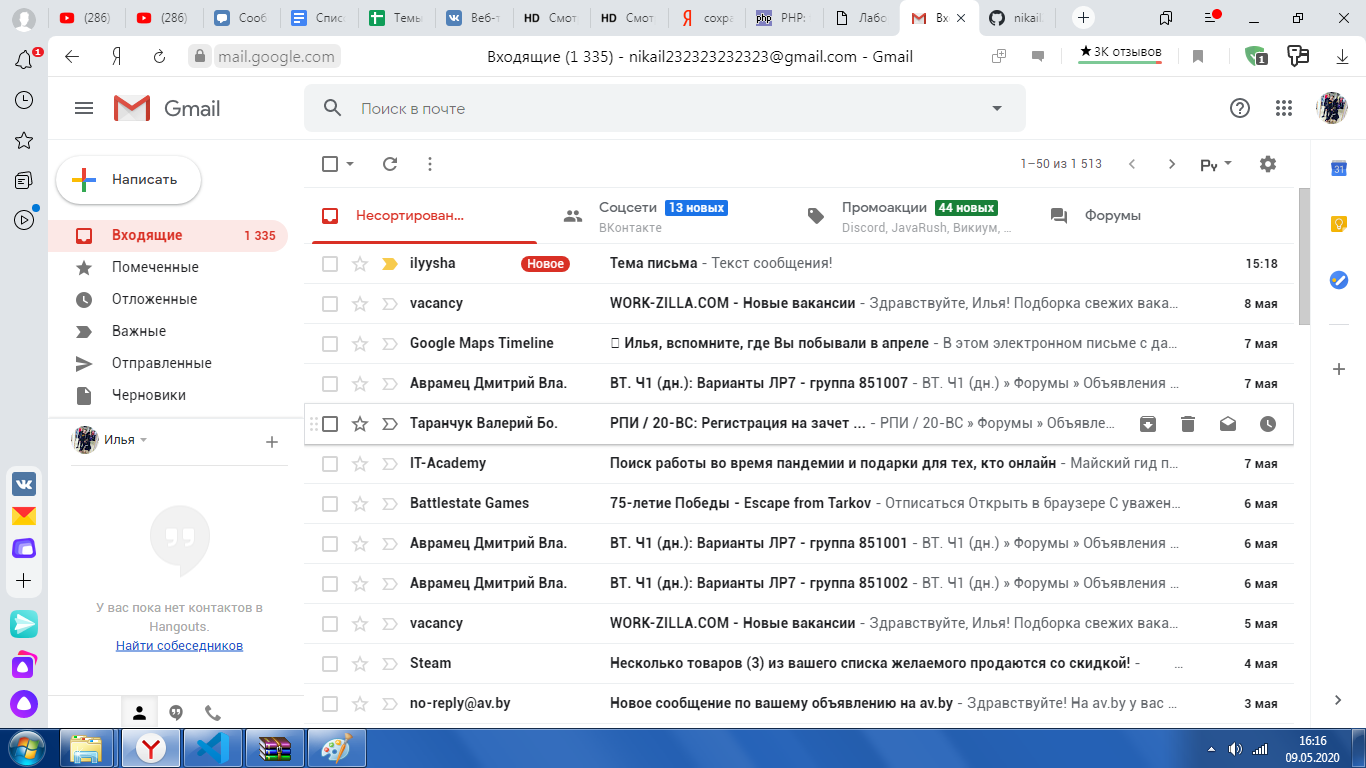 (286)
(286)
Сооб
Спис
Темы
Веб-т
HD Смот
HD Смот
Я сохра
php PHP:
Лабо
Вх
nikail
1
Я
mail.google.com
Входящие (1 335) - nikail232323232323@gmail.com - Gmail
★3К отзывов
1
Gmail
Поиск в почте
Написать
1–50 из 1 513
Ру
31
Несортирован...
Соцсети 13 новых
ВКонтакте
Промоакции 44 новых
Discord, JavaRush, Викиум, ...
Форумы
Входящие 1 335
Помеченные
Отложенные
Важные
Отправленные
Черновики
Илья
У вас пока нет контактов в
Hangouts.
Найти собеседников
ilyysha Новое Тема письма - Текст сообщения! 15:18
vacancy WORK-ZILLA.COM - Новые вакансии - Здравствуйте, Илья! Подборка свежих вака... 8 мая
Google Maps Timeline Илья, вспомните, где Вы побывали в апреле - В этом электронном письме с да... 7 мая
Аврамец Дмитрий Вла. ВТ. Ч1 (дн.): Варианты ЛР7 - группа 851007 - ВТ. Ч1 (дн.) » Форумы » Объявления ... 7 мая
Таранчук Валерий Бо. РПИ / 20-ВС: Регистрация на зачет ... - РПИ / 20-ВС » Форумы » Объявле...
IT-Academy Поиск работы во время пандемии и подарки для тех, кто онлайн - Майский гид п... 7 мая
Battlestate Games 75-летие Победы - Escape from Tarkov - Отписаться Открыть в браузере С уважен... 6 мая
Аврамец Дмитрий Вла. ВТ. Ч1 (дн.): Варианты ЛР7 - группа 851001 - ВТ. Ч1 (дн.) » Форумы » Объявления ... 6 мая
Аврамец Дмитрий Вла. ВТ. Ч1 (дн.): Варианты ЛР7 - группа 851002 - ВТ. Ч1 (дн.) » Форумы » Объявления ... 6 мая
vacancy WORK-ZILLA.COM - Новые вакансии - Здравствуйте, Илья! Подборка свежих вака... 5 мая
Steam Несколько товаров (3) из вашего списка желаемого продаются со скидкой! - ... 4 мая
no-reply@av.by Новое сообщение по вашему объявлению на av.by - Здравствуйте! На av.by у вас ... 3 мая
16:16
09.05.2020